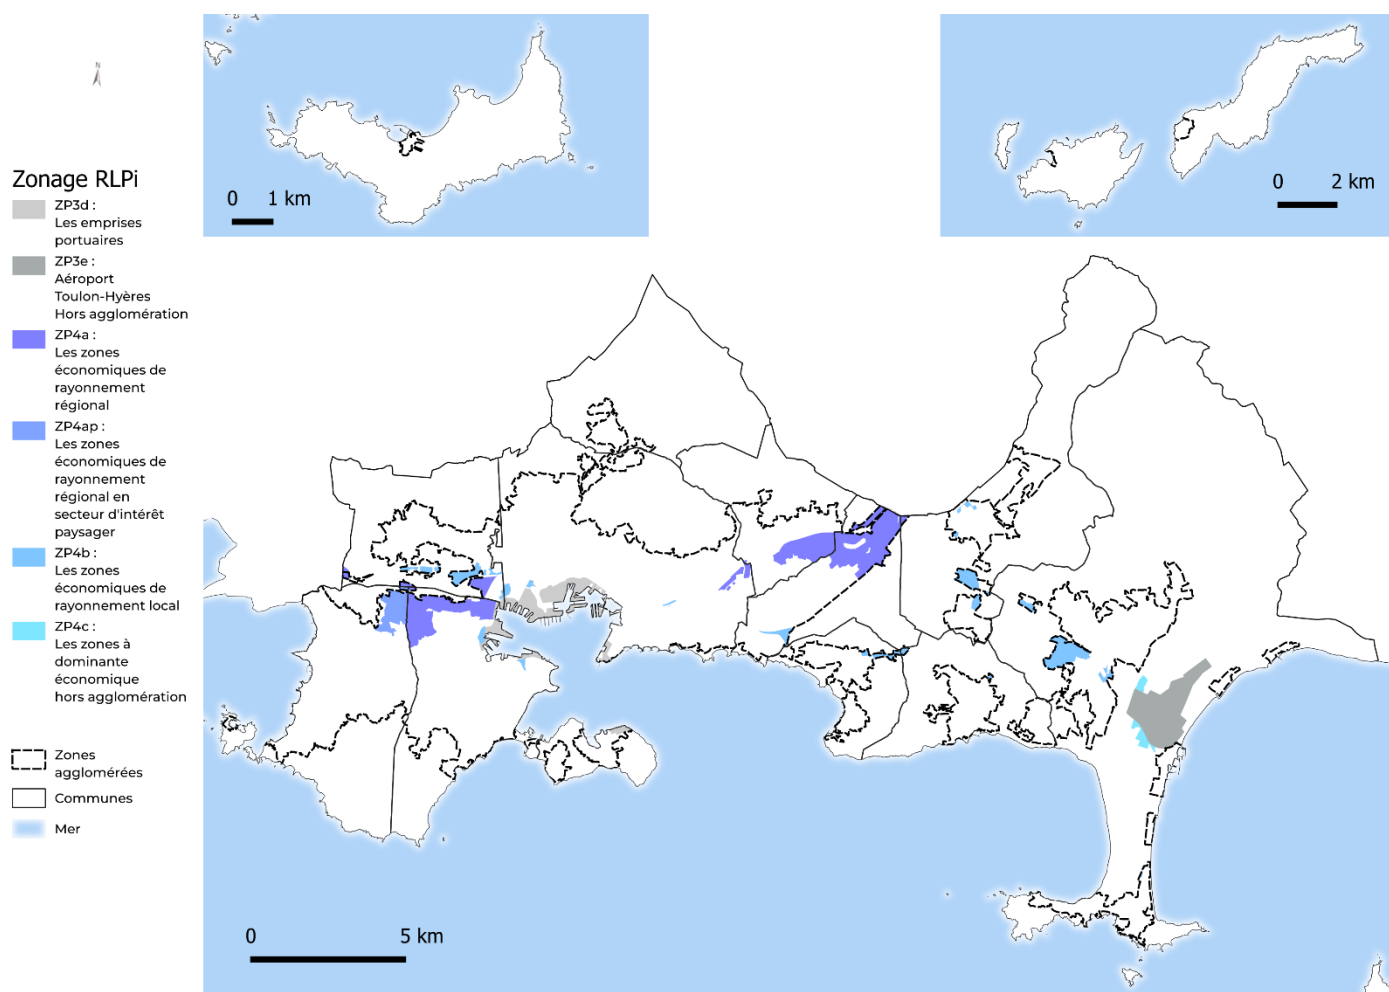 N
0 1 km
0 2 km
Zonage RLPi
ZP3d :
Les emprises
portuaires
ZP3e :
Aéroport
Toulon-Hyères
Hors agglomération
ZP4a :
Les zones
économiques de
rayonnement
régional
ZP4ap :
Les zones
économiques de
rayonnement
régional en
secteur d'intérêt
paysager
ZP4b :
Les zones
économiques de
rayonnement local
ZP4c :
Les zones à
dominante
économique
hors agglomération
Zones
agglomérées
Communes
Mer
0 5 km